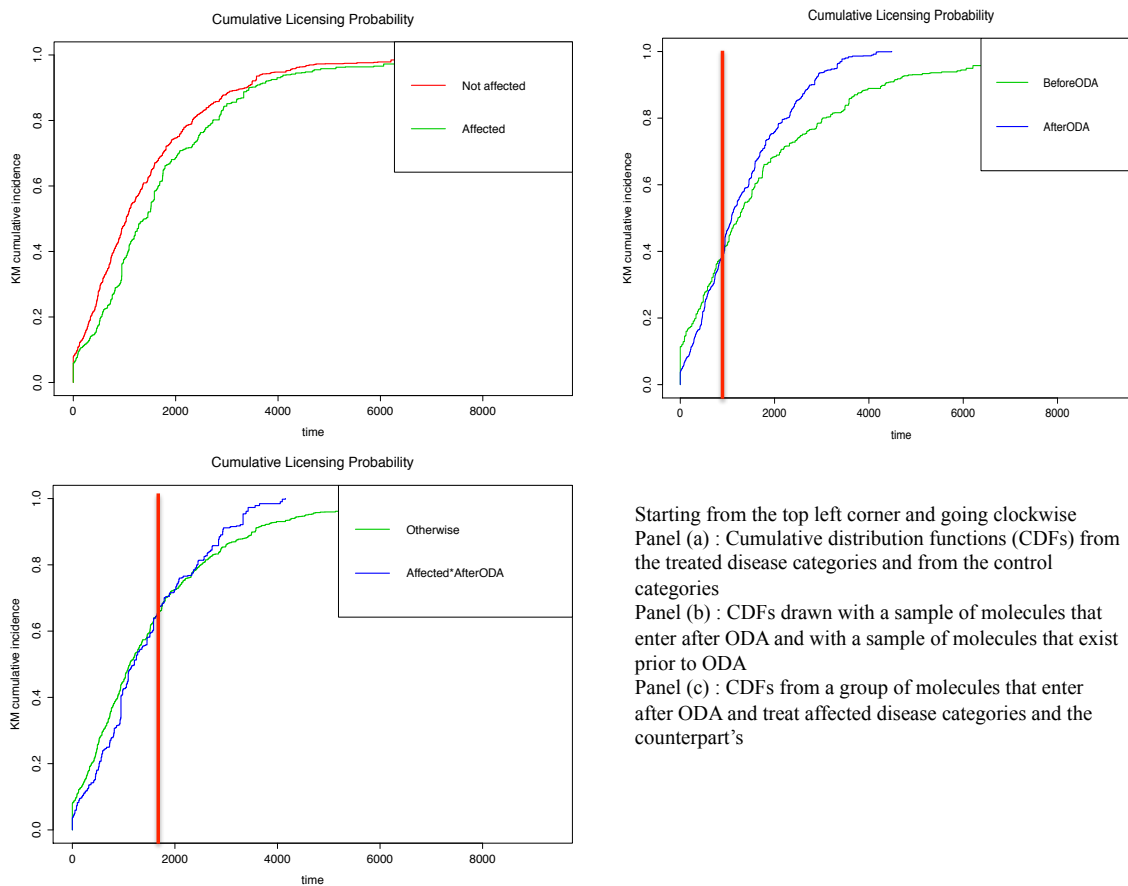 Cumulative Licensing Probability
KM cumulative incidence
1.0
0.8
0.6
0.4
0.2
0.0
Not affected
Affected
0 2000 4000 6000 8000
time
Cumulative Licensing Probability
KM cumulative incidence
1.0
0.8
0.6
0.4
0.2
0.0
BeforeODA
AfterODA
0 2000 4000 6000 8000
time
Cumulative Licensing Probability
KM cumulative incidence
1.0
0.8
0.6
0.4
0.2
0.0
Otherwise
Affected*AfterODA
0 2000 4000 6000 8000
time
Starting from the top left corner and going clockwise
Panel (a) : Cumulative distribution functions (CDFs) from
the treated disease categories and from the control
categories
Panel (b) : CDFs drawn with a sample of molecules that
enter after ODA and with a sample of molecules that exist
prior to ODA
Panel (c) : CDFs from a group of molecules that enter
after ODA and treat affected disease categories and the
counterpart's